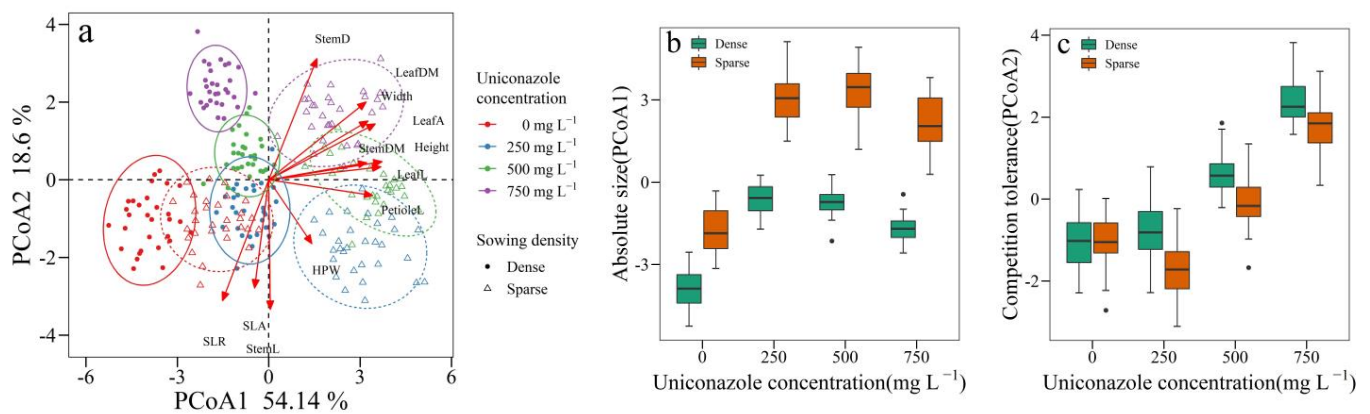 a
PCoA2 18.6 %
4
2
0
-2
-4
-6
-3
0
3
6
PCoA1 54.14 %
StemD
LeafDM
Width
LeafA
StemDM
Height
LeafL
PetioleL
HPW
SLR
SLA
StemL
Uniconazole
concentration
0 mg L⁻¹
250 mg L⁻¹
500 mg L⁻¹
750 mg L⁻¹
Sowing density
Dense
Sparse
b
Dense
Sparse
Absolute size(PCoA1)
3
0
-3
0
250
500
750
Uniconazole concentration(mg L⁻¹)
c
Dense
Sparse
Competition tolerance(PCoA2)
4
2
0
-2
0
250
500
750
Uniconazole concentration(mg L⁻¹)